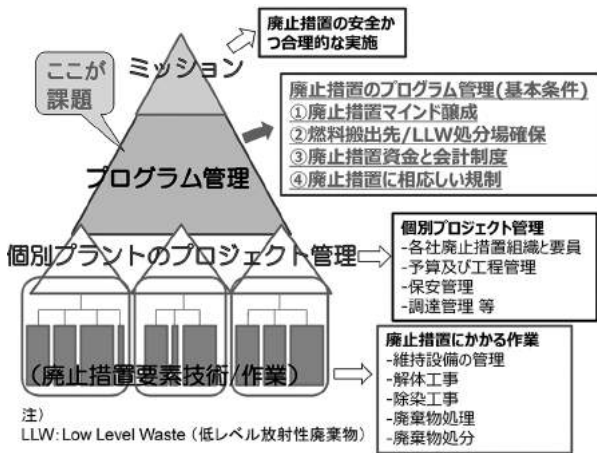 廃止措置の安全か
つ合理的な実施
ミッション
ここが
課題
廃止措置のプログラム管理(基本条件)
①廃止措置マインド醸成
②燃料搬出先/LLW処分場確保
③廃止措置資金と会計制度
④廃止措置に相応しい規制
プログラム管理
個別プラントのプロジェクト管理
個別プロジェクト管理
-各社廃止措置組織と要員
-予算及び工程管理
-保安管理
-調達管理 等
(廃止措置要素技術/作業)
廃止措置にかかる作業
-維持設備の管理
-解体工事
-除染工事
-廃棄物処理
-廃棄物処分
注)
LLW: Low Level Waste (低レベル放射性廃棄物)